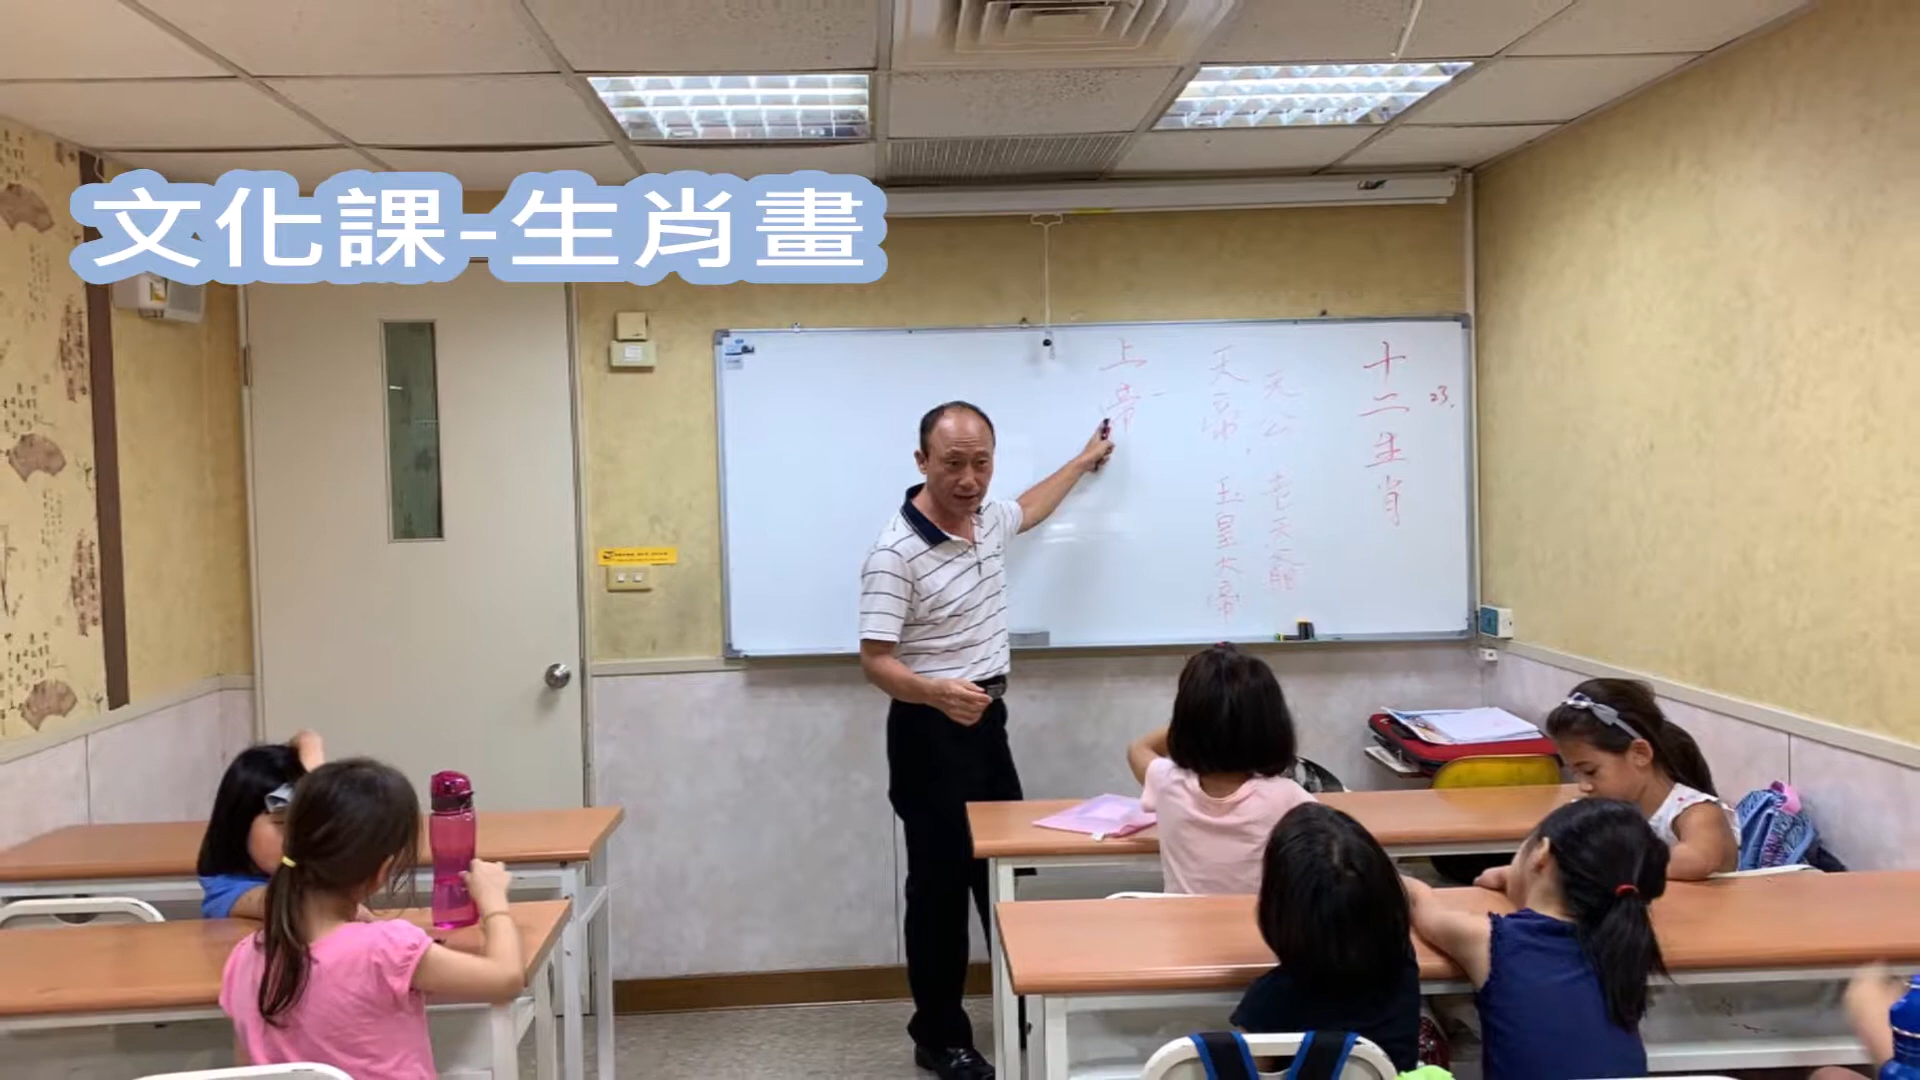 文化課-生肖畫
十二生肖
23.
天公 老天爺
天帝, 玉皇大帝
上帝